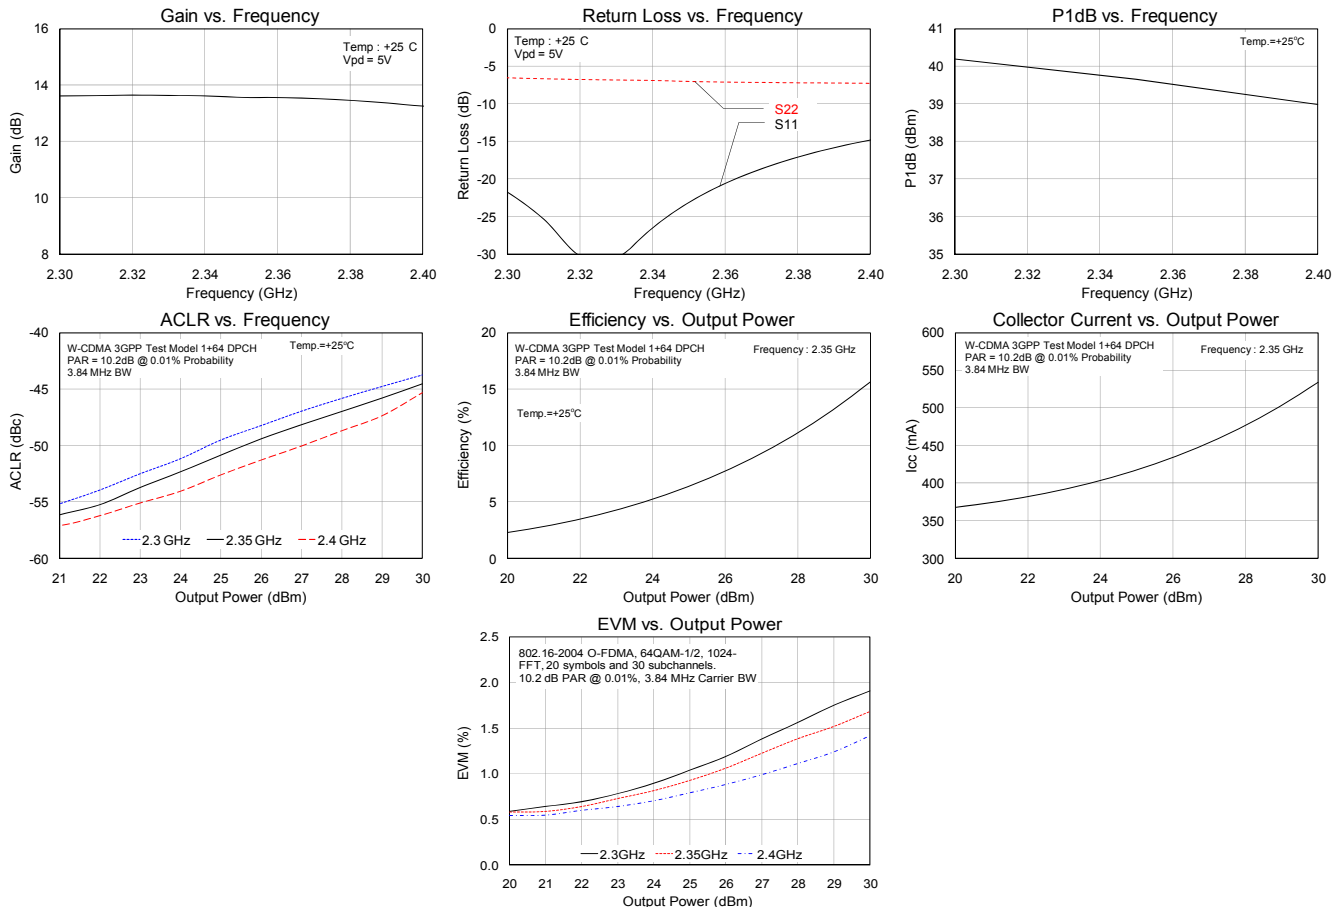 Gain vs. Frequency
16
14
12
10
8
Gain (dB)
Temp : +25 C
Vpd = 5V
2.30 2.32 2.34 2.36 2.38 2.40
Frequency (GHz)
Return Loss vs. Frequency
0
-5
-10
-15
-20
-25
-30
Return Loss (dB)
Temp : +25 C
Vpd = 5V
S22
S11
2.30 2.32 2.34 2.36 2.38 2.40
Frequency (GHz)
P1dB vs. Frequency
41
40
39
38
37
36
35
P1dB (dBm)
Temp.=+25°C
2.30 2.32 2.34 2.36 2.38 2.40
Frequency (GHz)
ACLR vs. Frequency
-40
-45
-50
-55
-60
ACLR (dBc)
W-CDMA 3GPP Test Model 1+64 DPCH
PAR = 10.2dB @ 0.01% Probability
3.84 MHz BW
Temp.=+25°C
2.3 GHz 2.35 GHz 2.4 GHz
21 22 23 24 25 26 27 28 29 30
Output Power (dBm)
Efficiency vs. Output Power
20
15
10
5
0
Efficiency (%)
W-CDMA 3GPP Test Model 1+64 DPCH
PAR = 10.2dB @ 0.01% Probability
3.84 MHz BW
Frequency : 2.35 GHz
Temp.=+25°C
20 22 24 26 28 30
Output Power (dBm)
Collector Current vs. Output Power
600
550
500
450
400
350
300
Icc (mA)
W-CDMA 3GPP Test Model 1+64 DPCH
PAR = 10.2dB @ 0.01% Probability
3.84 MHz BW
Frequency : 2.35 GHz
20 22 24 26 28 30
Output Power (dBm)
EVM vs. Output Power
2.5
2.0
1.5
1.0
0.5
0.0
EVM (%)
802.16-2004 O-FDMA, 64QAM-1/2, 1024-
FFT, 20 symbols and 30 subchannels.
10.2 dB PAR @ 0.01%, 3.84 MHz Carrier BW
2.3GHz 2.35GHz 2.4GHz
20 21 22 23 24 25 26 27 28 29 30
Output Power (dBm)